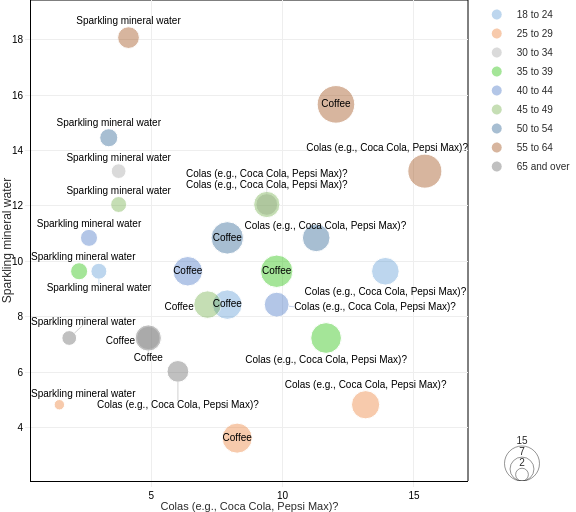 Sparkling mineral water
18 to 24
25 to 29
30 to 34
35 to 39
40 to 44
45 to 49
50 to 54
55 to 64
65 and over
18
16
14
12
10
8
6
4
Sparkling mineral water
Coffee
Sparkling mineral water
Colas (e.g., Coca Cola, Pepsi Max)?
Sparkling mineral water
Colas (e.g., Coca Cola, Pepsi Max)?
Colas (e.g., Coca Cola, Pepsi Max)?
Sparkling mineral water
Sparkling mineral water
Colas (e.g., Coca Cola, Pepsi Max)?
Coffee
Sparkling mineral water
Coffee
Coffee
Sparkling mineral water
Colas (e.g., Coca Cola, Pepsi Max)?
Coffee
Coffee
Colas (e.g., Coca Cola, Pepsi Max)?
Sparkling mineral water
Coffee
Coffee
Colas (e.g., Coca Cola, Pepsi Max)?
Colas (e.g., Coca Cola, Pepsi Max)?
Sparkling mineral water
Colas (e.g., Coca Cola, Pepsi Max)?
Coffee
15
7
2
5
10
15
Colas (e.g., Coca Cola, Pepsi Max)?